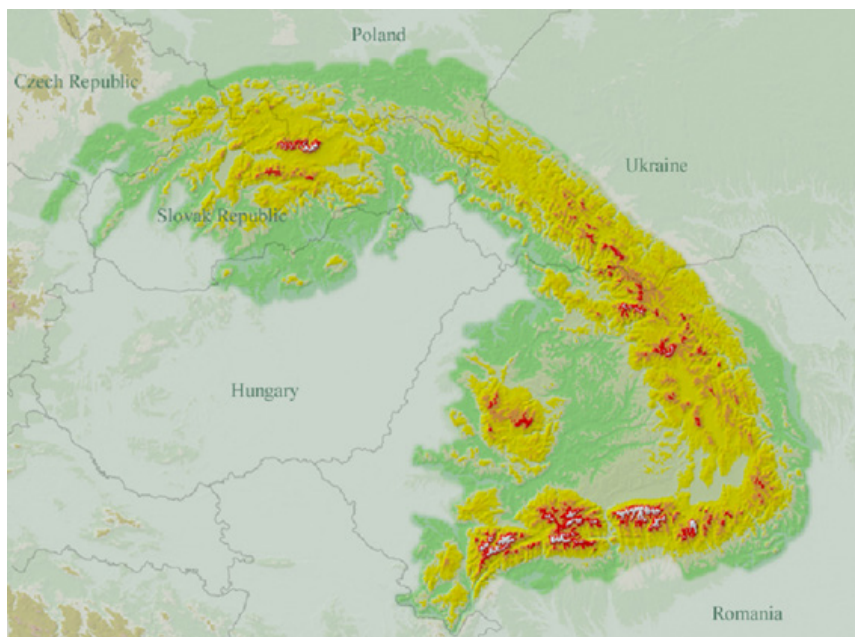 Poland
Czech Republic
Ukraine
Slovak Republic
Hungary
Romania